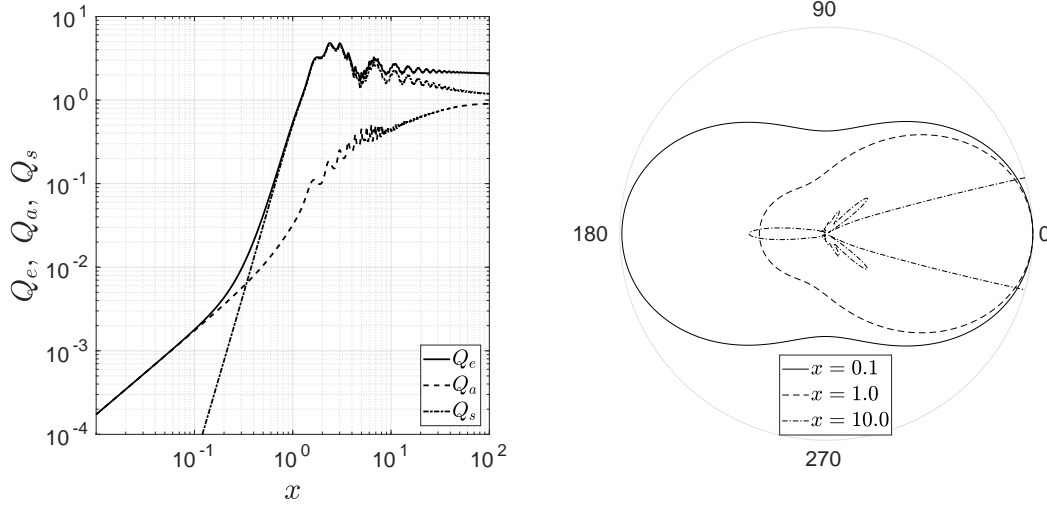 10^1
10^0
10^-1
10^-2
10^-3
10^-4
Q_e, Q_a, Q_s
10^-1
10^0
10^1
10^2
x
Q_e
Q_a
Q_s
90
180
0
270
x = 0.1
x = 1.0
x = 10.0